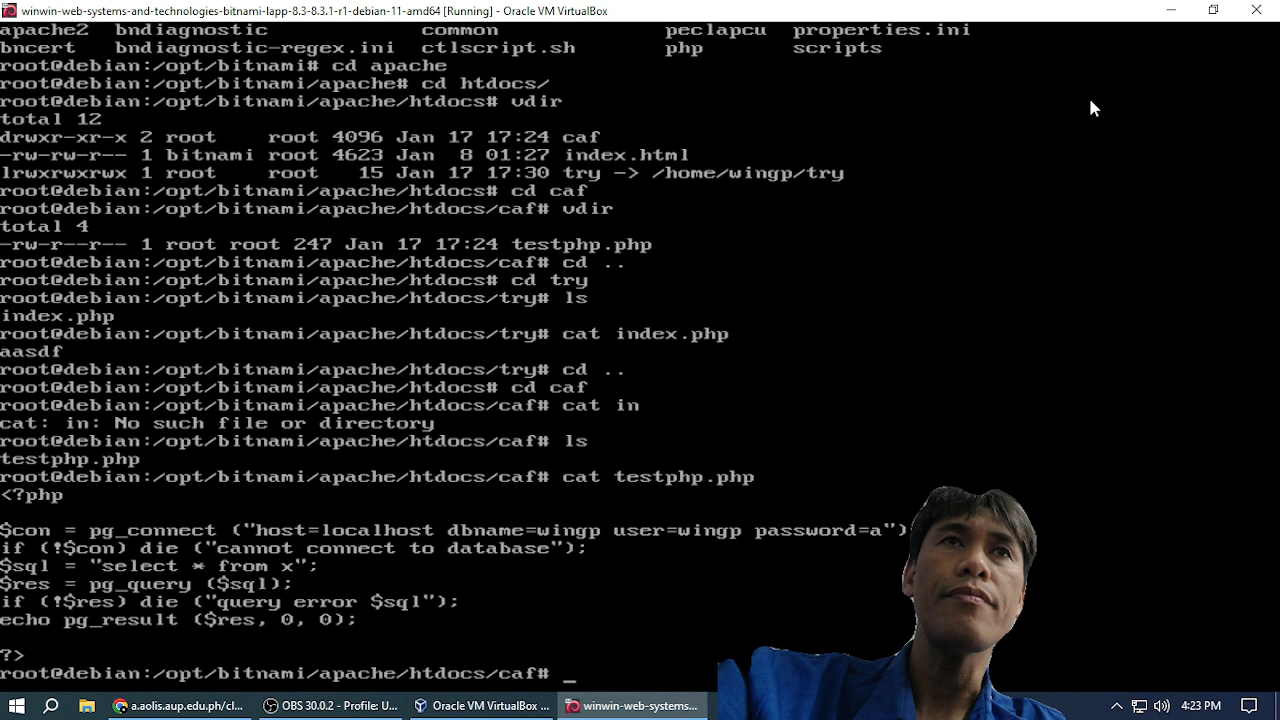 winwin-web-systems-and-technologies-bitnami-lapp-8.3-8.3.1-r1-debian-11-amd64 [Running] - Oracle VM VirtualBox
apache2 bndiagnostic common peclapcu properties.ini
bncert bndiagnostic-regex.ini ctlscript.sh php scripts
root@debian:/opt/bitnami# cd apache
root@debian:/opt/bitnami/apache# cd htdocs/
root@debian:/opt/bitnami/apache/htdocs# vdir
total 12
drwxr-xr-x 2 root root 4096 Jan 17 17:24 caf
-rw-rw-r-- 1 bitnami root 4623 Jan 8 01:27 index.html
lrwxrwxrwx 1 root root 15 Jan 17 17:30 try -> /home/wingp/try
root@debian:/opt/bitnami/apache/htdocs# cd caf
root@debian:/opt/bitnami/apache/htdocs/caf# vdir
total 4
-rw-r--r-- 1 root root 247 Jan 17 17:24 testphp.php
root@debian:/opt/bitnami/apache/htdocs/caf# cd ..
root@debian:/opt/bitnami/apache/htdocs# cd try
root@debian:/opt/bitnami/apache/htdocs/try# ls
index.php
root@debian:/opt/bitnami/apache/htdocs/try# cat index.php
aasdf
root@debian:/opt/bitnami/apache/htdocs/try# cd ..
root@debian:/opt/bitnami/apache/htdocs# cd caf
root@debian:/opt/bitnami/apache/htdocs/caf# cat in
cat: in: No such file or directory
root@debian:/opt/bitnami/apache/htdocs/caf# ls
testphp.php
root@debian:/opt/bitnami/apache/htdocs/caf# cat testphp.php
<?php
$con = pg_connect ("host=localhost dbname=wingp user=wingp password=a")
if (!$con) die ("cannot connect to database");
$sql = "select * from x";
$res = pg_query ($sql);
if (!$res) die ("query error $sql");
echo pg_result ($res, 0, 0);
?>
root@debian:/opt/bitnami/apache/htdocs/caf# _
a.aolis.aup.edu.ph/cl... OBS 30.0.2 - Profile: U... Oracle VM VirtualBox ... winwin-web-systems... 4:23 PM